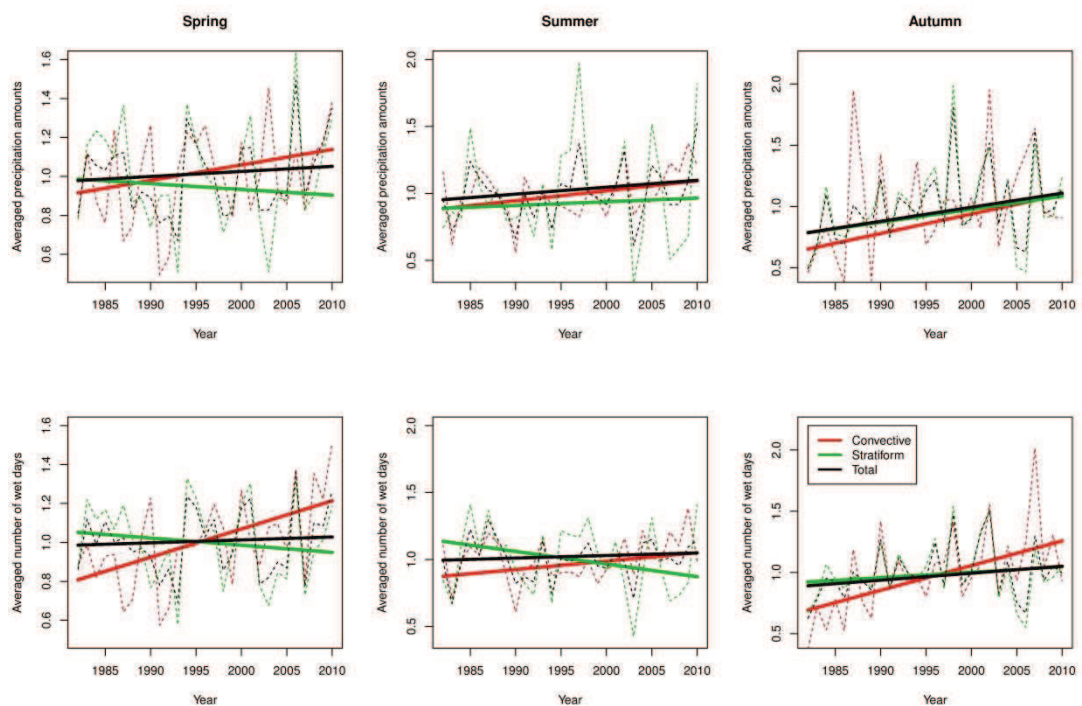 Spring
Summer
Autumn
Averaged precipitation amounts
0.6 0.8 1.0 1.2 1.4 1.6
1985 1990 1995 2000 2005 2010
Year
Averaged precipitation amounts
0.5 1.0 1.5 2.0
1985 1990 1995 2000 2005 2010
Year
Averaged precipitation amounts
0.5 1.0 1.5 2.0
1985 1990 1995 2000 2005 2010
Year
Averaged number of wet days
0.6 0.8 1.0 1.2 1.4 1.6
1985 1990 1995 2000 2005 2010
Year
Averaged number of wet days
0.5 1.0 1.5 2.0
1985 1990 1995 2000 2005 2010
Year
Averaged number of wet days
0.5 1.0 1.5 2.0
Convective
Stratiform
Total
1985 1990 1995 2000 2005 2010
Year